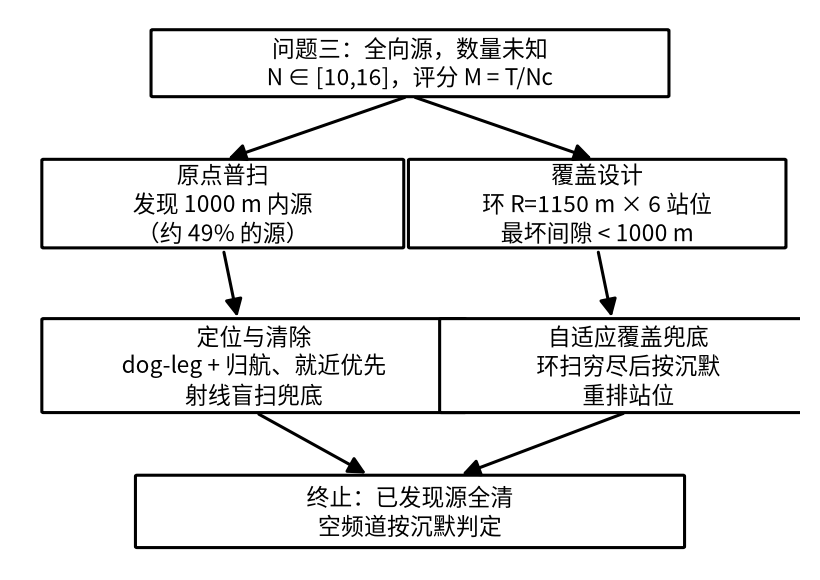 问题三：全向源，数量未知
N ∈ [10,16]，评分 M = T/Nc
原点普扫
发现 1000 m 内源
（约 49% 的源）
覆盖设计
环 R=1150 m × 6 站位
最坏间隙 < 1000 m
定位与清除
dog-leg + 归航、就近优先
射线盲扫兜底
自适应覆盖兜底
环扫穷尽后按沉默
重排站位
终止：已发现源全清
空频道按沉默判定